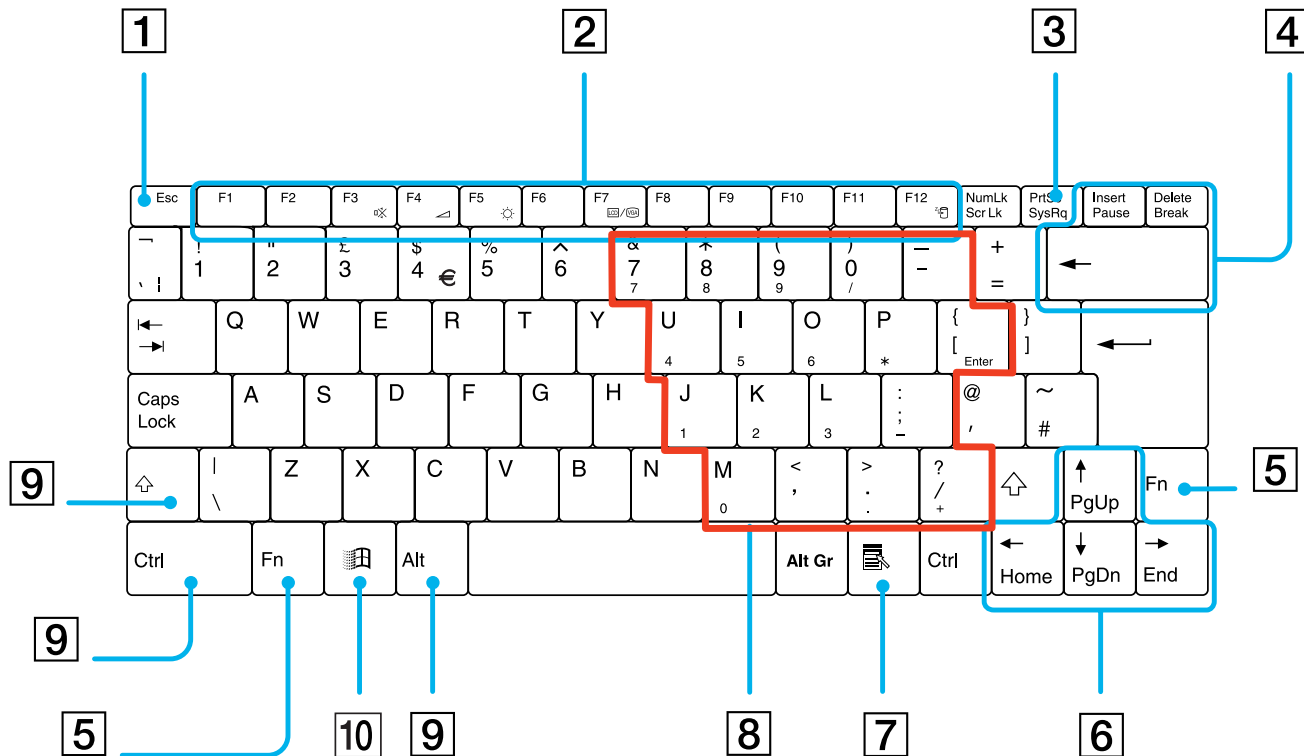 1 2 3 4
Esc F1 F2 F3 F4 F5 F6 F7 LCD / VGA F8 F9 F10 F11 F12 NumLk Insert Delete
Scr Lk SysRq Pause Break
¬ ! " £ $ % ^ & * ( ) _ +
` ¦ 1 2 3 4 € 5 6 7 8 9 0 - =
7 8 9 /
Q W E R T Y U I O P { }
[ ]
4 5 6 * Enter
Caps A S D F G H J K L : @ ~
Lock ; ' #
1 2 3 -
9 | Z X C V B N M < > ? Fn 5
\ , . / PgUp
0 . +
Ctrl Fn Alt Alt Gr Ctrl Home PgDn End
9
5 10 9 8 7 6